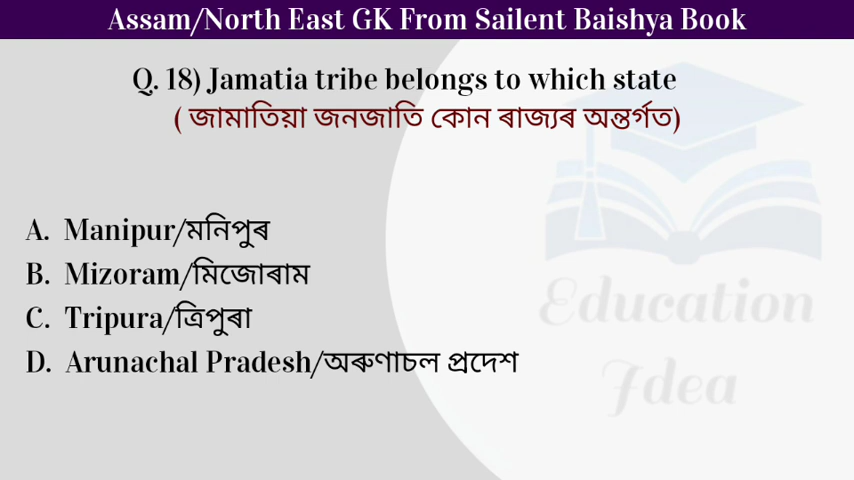 Assam/North East GK From Sailent Baishya Book
Q. 18) Jamatia tribe belongs to which state
( জামাতিয়া জনজাতি কোন ৰাজ্যৰ অন্তৰ্গত)
A. Manipur/মনিপুৰ
B. Mizoram/মিজোৰাম
C. Tripura/ত্ৰিপুৰা
D. Arunachal Pradesh/অৰুণাচল প্ৰদেশ
Education
Idea